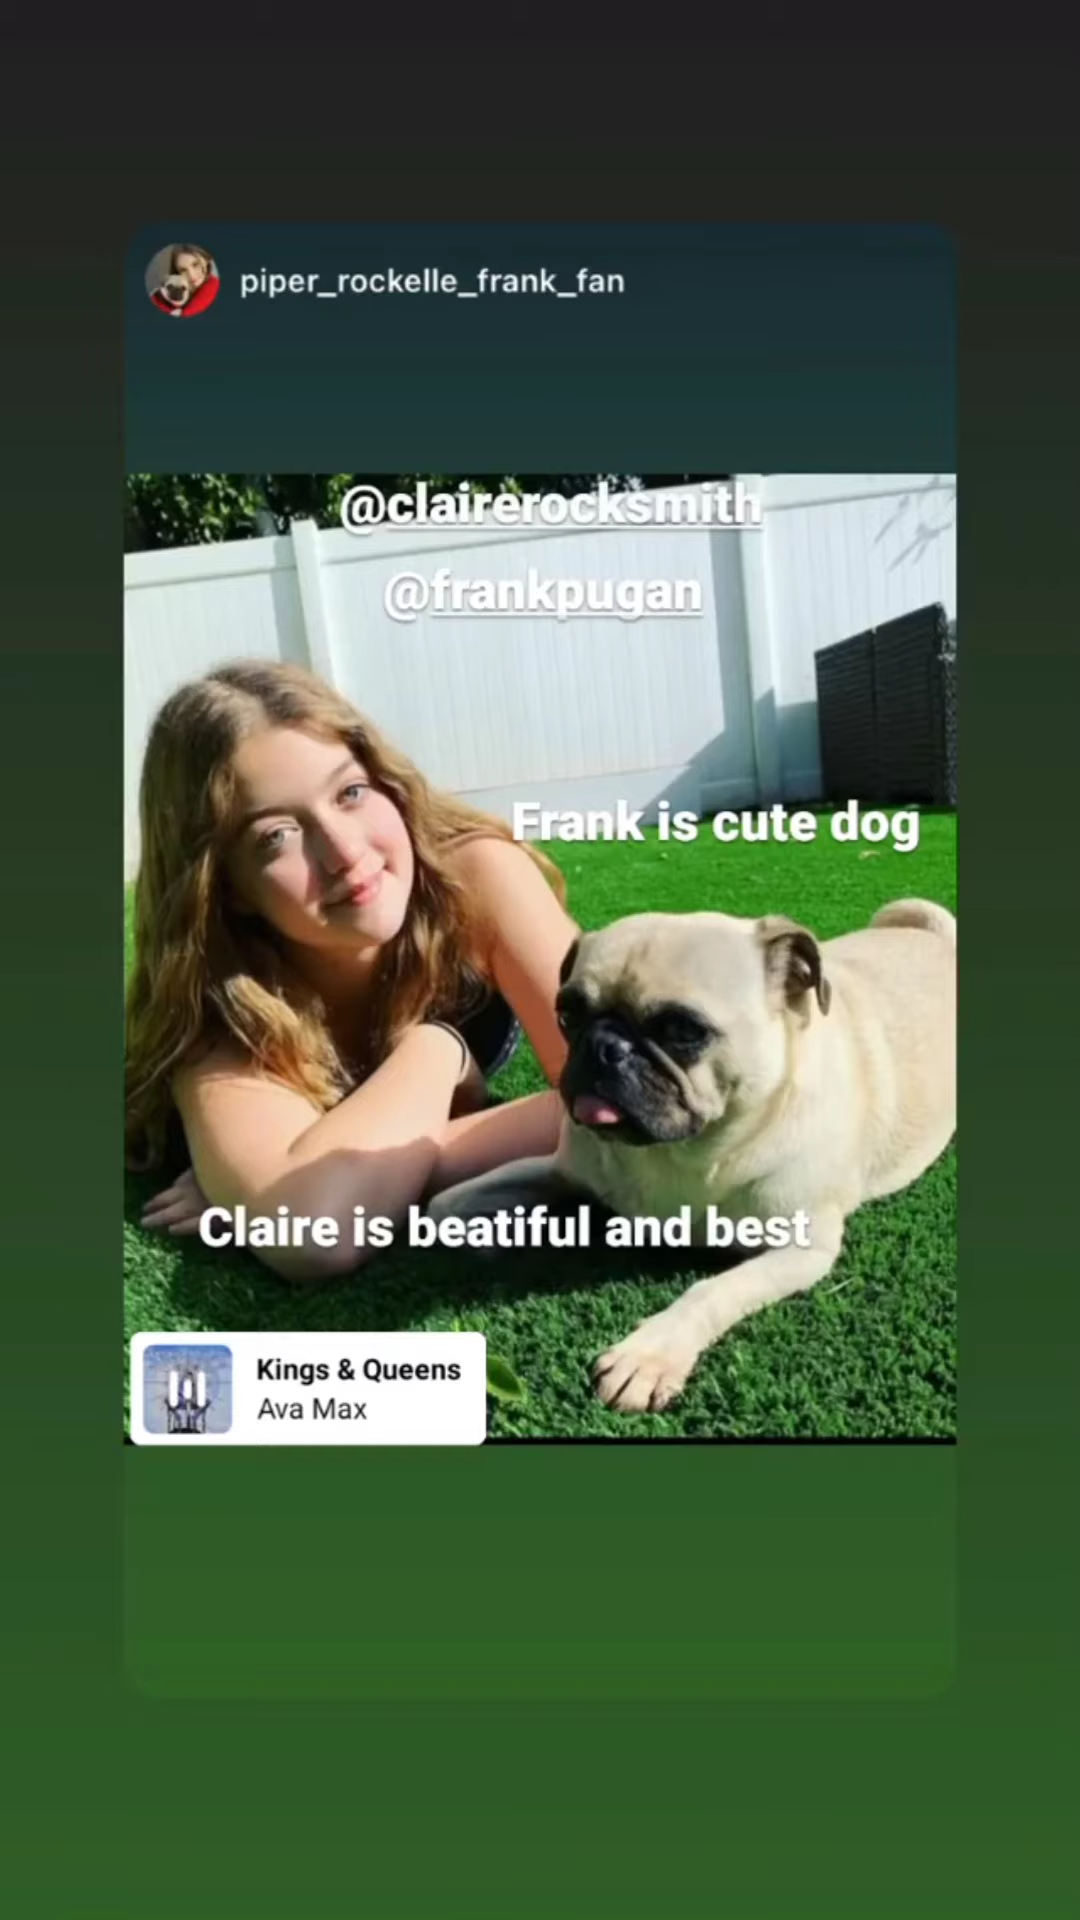 piper_rockelle_frank_fan
@clairerocksmith
@frankpugan
Frank is cute dog
Claire is beatiful and best
Kings & Queens
Ava Max